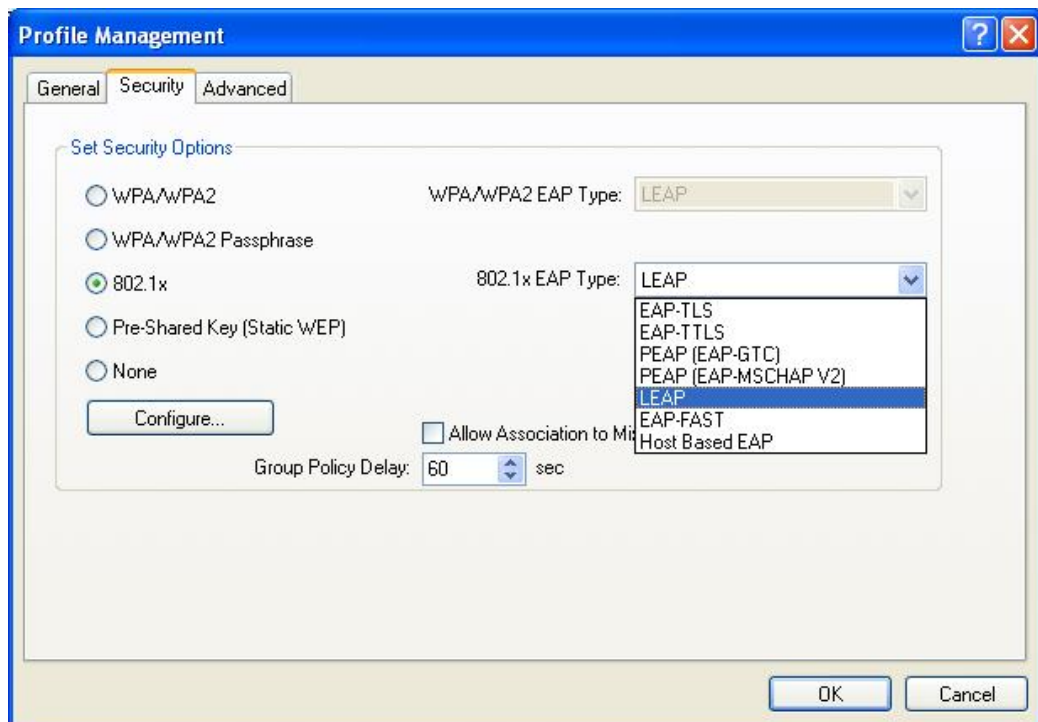 Profile Management
General Security Advanced
Set Security Options
WPA/WPA2 WPA/WPA2 EAP Type: LEAP
WPA/WPA2 Passphrase
802.1x 802.1x EAP Type: LEAP
EAP-TLS
EAP-TTLS
Pre-Shared Key (Static WEP)
PEAP (EAP-GTC)
PEAP (EAP-MSCHAP V2)
None
LEAP
Configure...
EAP-FAST
Allow Association to Mi
Host Based EAP
Group Policy Delay: 60 sec
OK Cancel